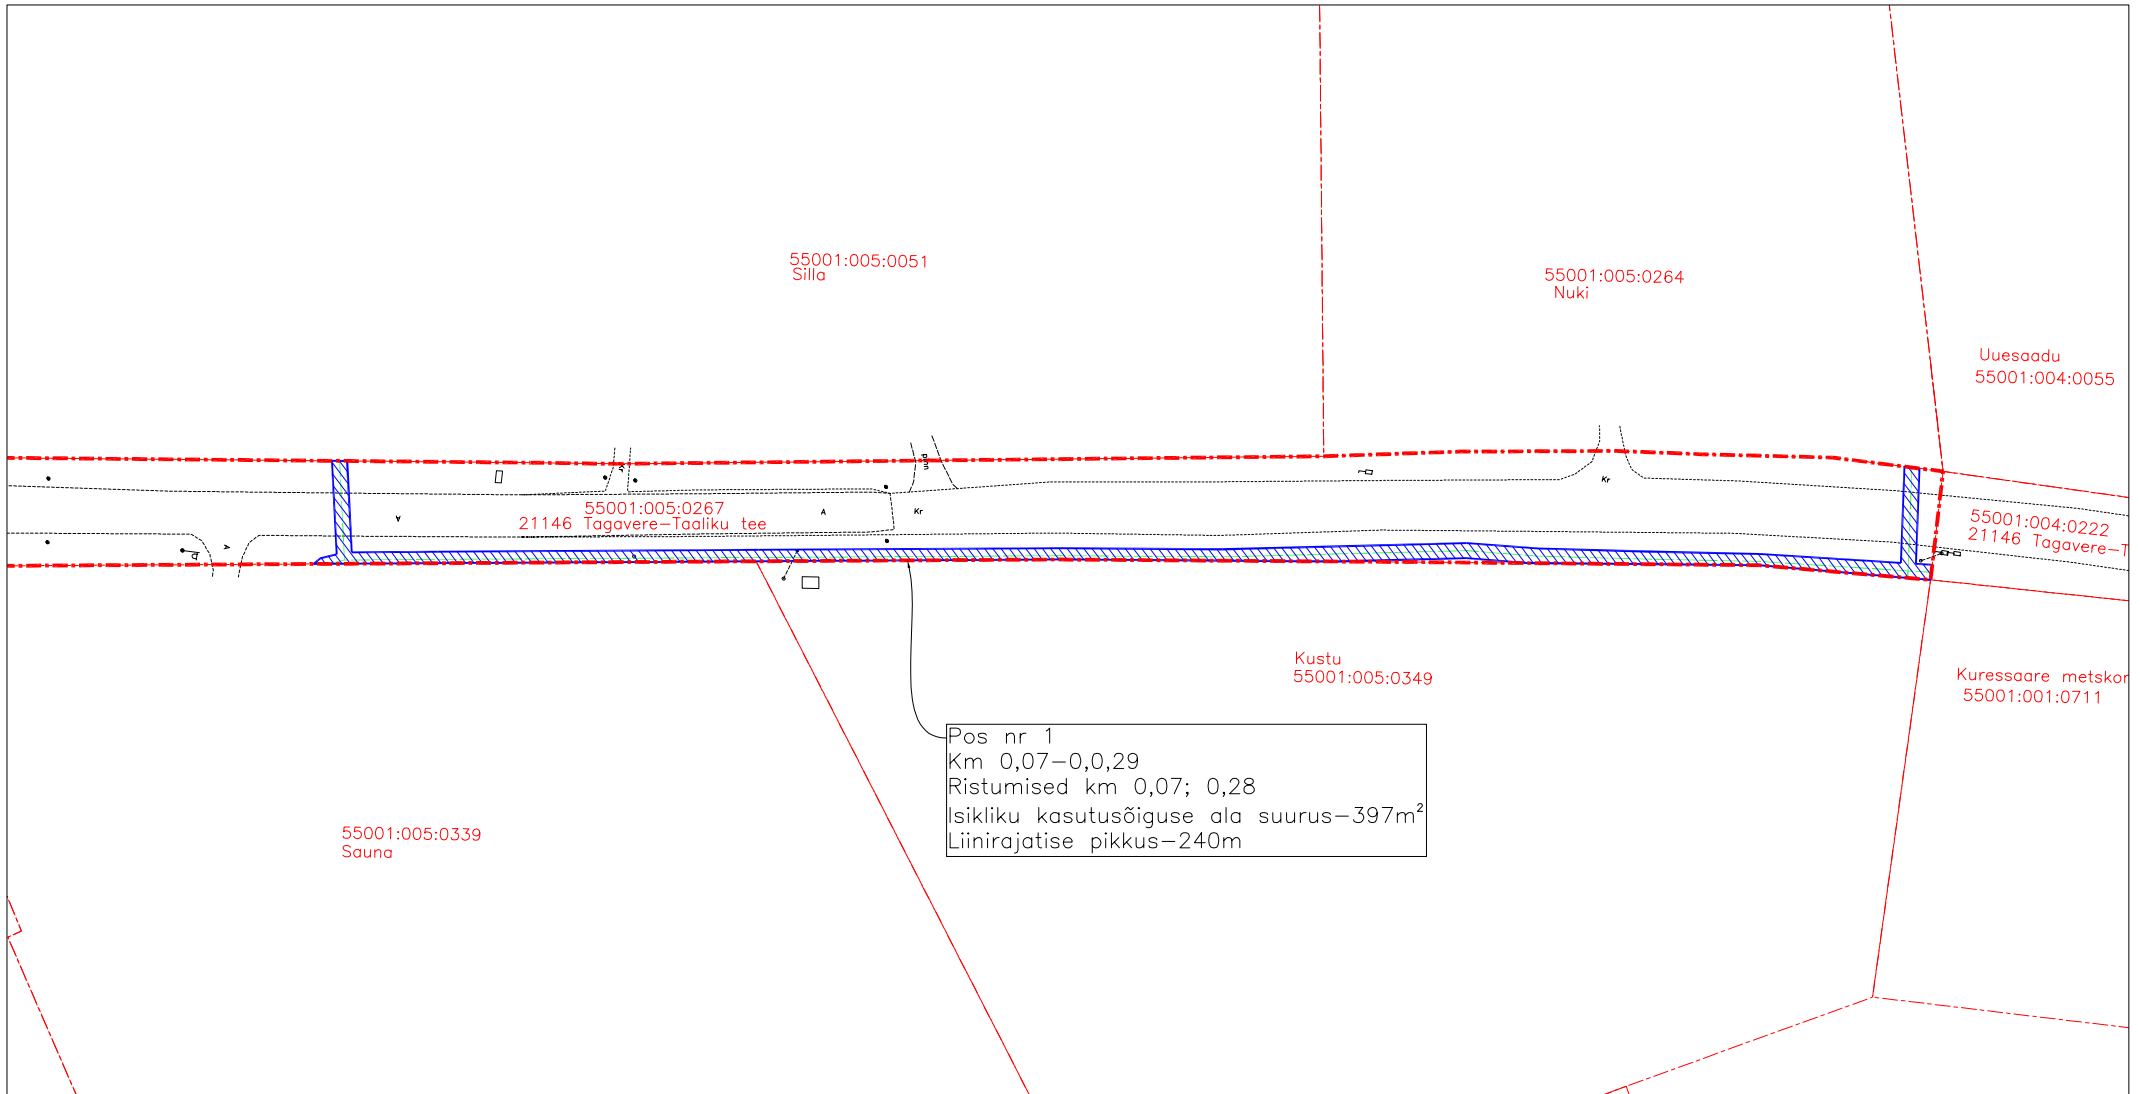 55001:005:0051
Silla
55001:005:0264
Nuki
Uuesaadu
55001:004:0055
Kr
pinn
Kr
55001:005:0267
21146 Tagavere-Taaliku tee
A
A
Kr
A
55001:004:0222
21146 Tagavere-T
Kustu
55001:005:0349
Kuressaare metskon
55001:001:0711
Pos nr 1
Km 0,07-0,0,29
Ristumised km 0,07; 0,28
Isikliku kasutusõiguse ala suurus-397m²
Liinirajatise pikkus-240m
55001:005:0339
Sauna